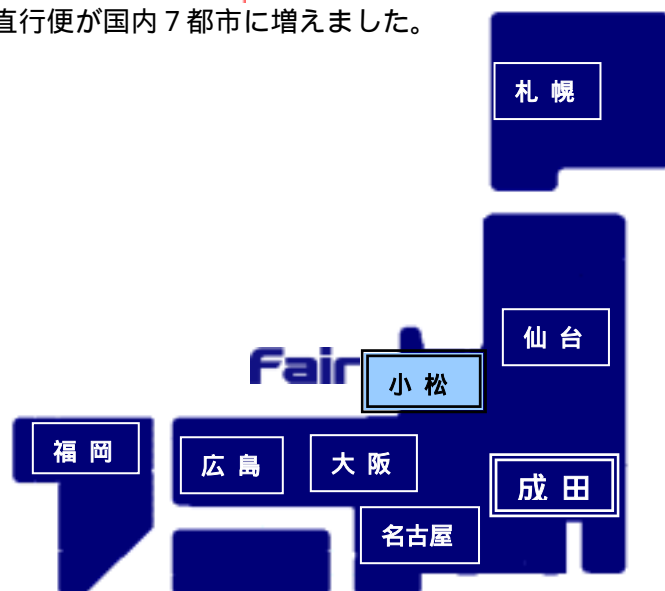 直行便が国内７都市に増えました。
札 幌
仙 台
Fair
小 松
福 岡
広 島
大 阪
成 田
名古屋